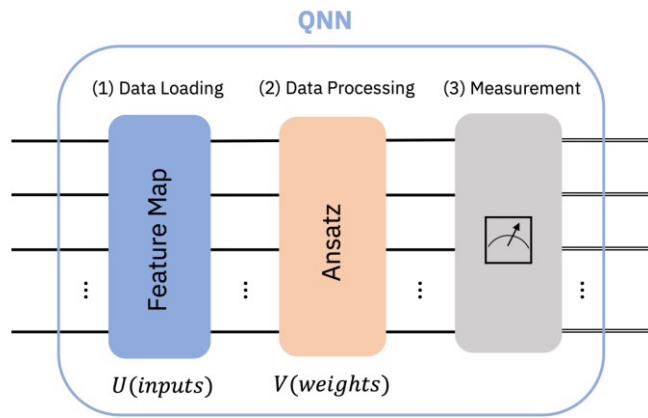 QNN
(1) Data Loading
(2) Data Processing
(3) Measurement
Feature Map
Ansatz
...
...
...
...
U(inputs)
V(weights)